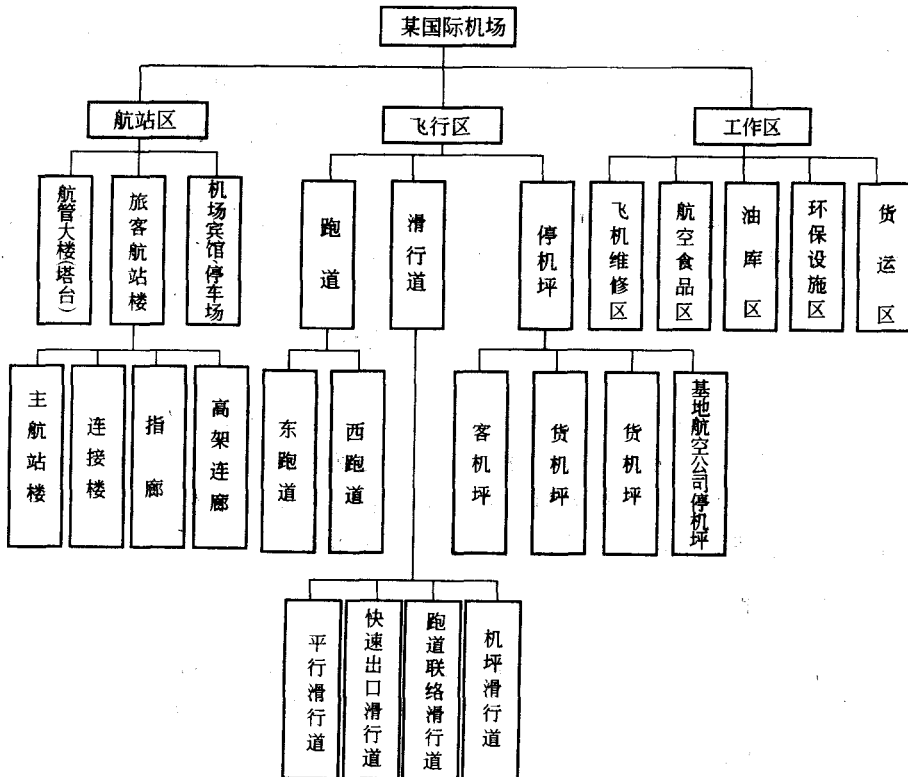 某国际机场
航站区
飞行区
工作区
航管大楼(塔台)
旅客航站楼
机场宾馆、停车场
跑道
滑行道
停机坪
飞机维修区
航空食品区
油库区
环保设施区
货运区
主航站楼
连接楼
指廊
高架连廊
东跑道
西跑道
客机坪
货机坪
货机坪
基地航空公司停机坪
平行滑行道
快速出口滑行道
跑道联络滑行道
机坪滑行道